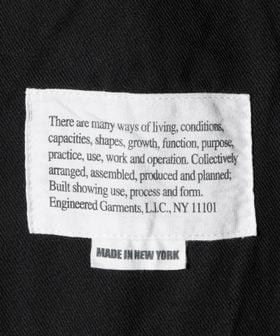 There are many ways of living, conditions,
capacities, shapes, growth, function, purpose,
practice, use, work and operation. Collectively
arranged, assembled, produced and planned;
Built showing use, process and form.
Engineered Garments, L.I.C., NY 11101
MADE IN NEW YORK